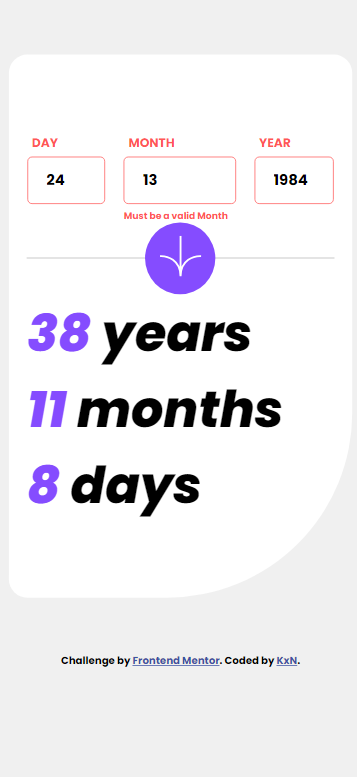 DAY MONTH YEAR
24 13 1984
Must be a valid Month
38 years
11 months
8 days
Challenge by Frontend Mentor. Coded by KxN.